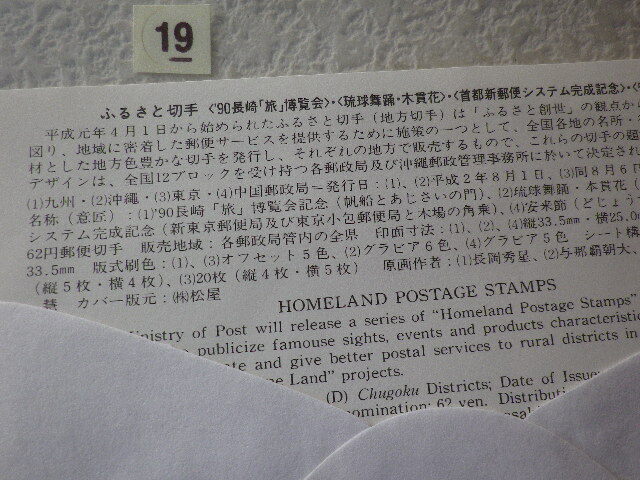 19
ふるさと切手 〈'90長崎「旅」博覧会〉・〈琉球舞踊・木貫花〉・〈首都新郵便システム完成記念〉・
平成元年4月1日から始められたふるさと切手(地方切手)は「ふるさと創世」の観点から
図り、地域に密着した郵便サービスを提供するために施策の一つとして、全国各地の名所・
材とした地方色豊かな切手を発行し、それぞれの地方で販売するもので、これらの切手の題
デザインは、全国12ブロックを受け持つ各郵政局及び沖縄郵政管理事務所に於いて決定され
(1)九州・(2)沖縄・(3)東京・(4)中国郵政局~発行日:(1)、(2)平成2年8月1日、(3)同8月6日
名称(意匠):(1)'90長崎「旅」博覧会記念(帆船とあじさいの門)、(2)琉球舞踊・木貫花(
システム完成記念(新東京郵便局及び東京小包郵便局と木場の角乗)、(4)安来節(どじょう
62円郵便切手 販売地域:各郵政局管内の全県 印面寸法:(1)、(2)、(4)縦33.5mm・横25.0m
33.5mm 版式刷色:(1)、(3)オフセット5色、(2)グラビア6色、(4)グラビア5色 シート構
(縦5枚・横4枚)、(3)20枚(縦4枚・横5枚) 原画作者:(1)長岡秀星、(2)与那覇朝大、
彗 カバー版元:㈱松屋
HOMELAND POSTAGE STAMPS
inistry of Post will release a series of "Homeland Postage Stamps"
publicize famouse sights, events and products characteristic
ate and give better postal services to rural districts in
e Land" projects.
(D) Chugoku Districts; Date of Issue:
nomination: 62 yen. Distribut